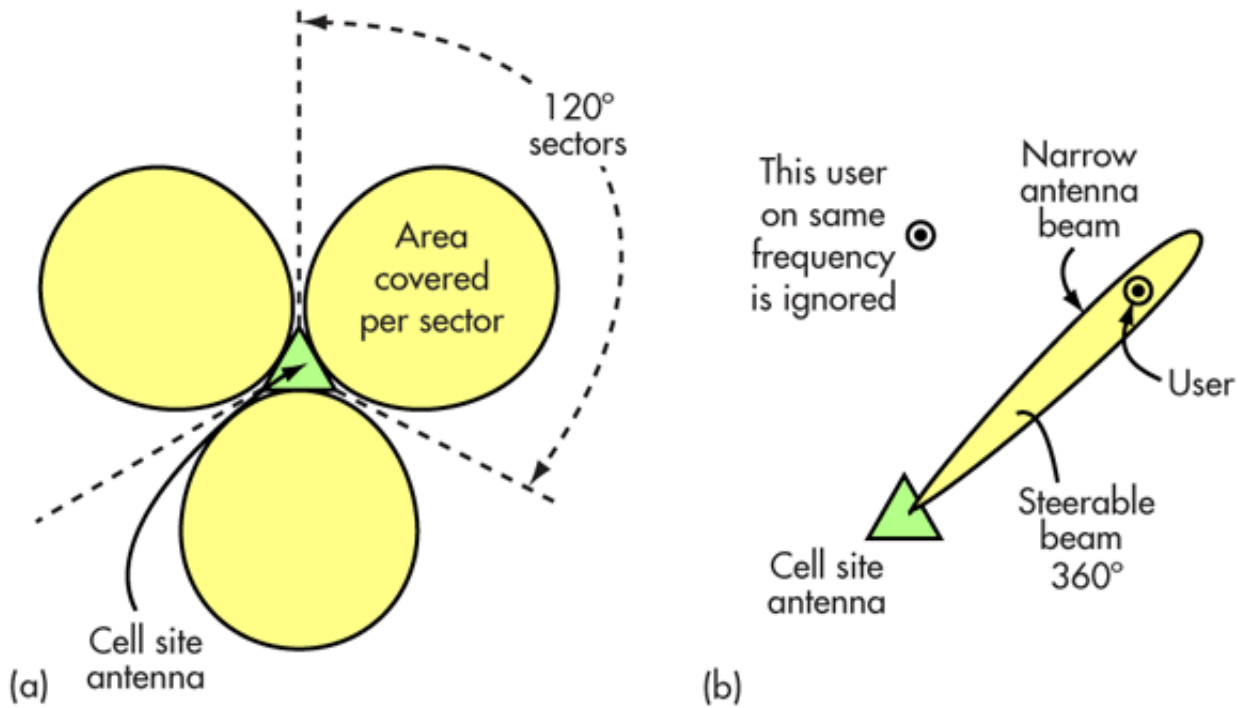 120°
sectors
Area
covered
per sector
Cell site
antenna
(a)
This user
on same
frequency
is ignored
Narrow
antenna
beam
User
Steerable
beam
360°
Cell site
antenna
(b)